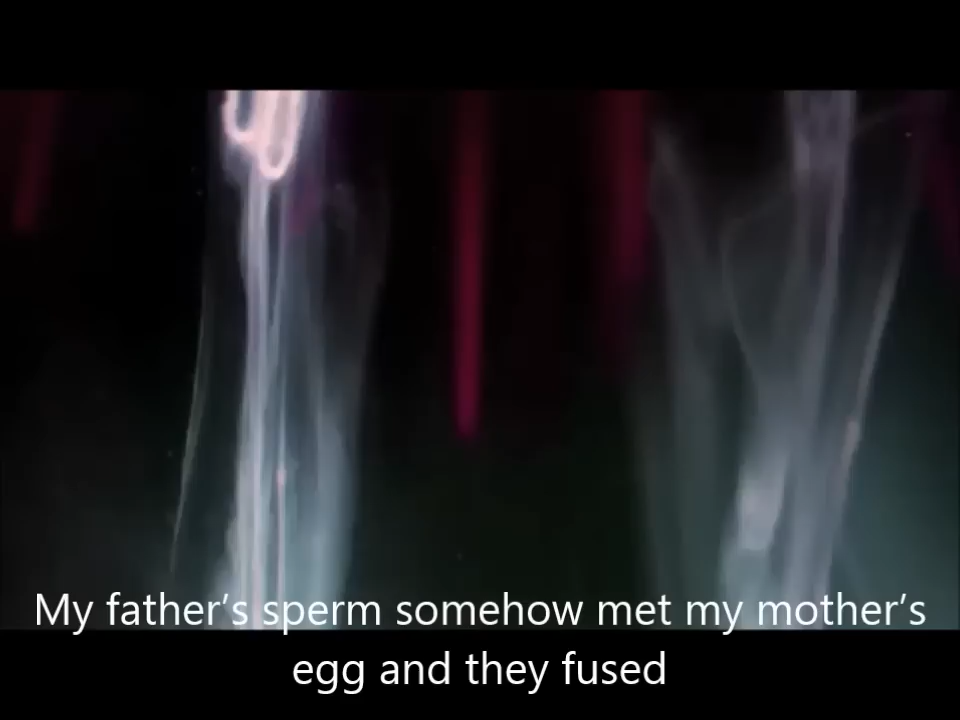 My father’s sperm somehow met my mother’s
egg and they fused